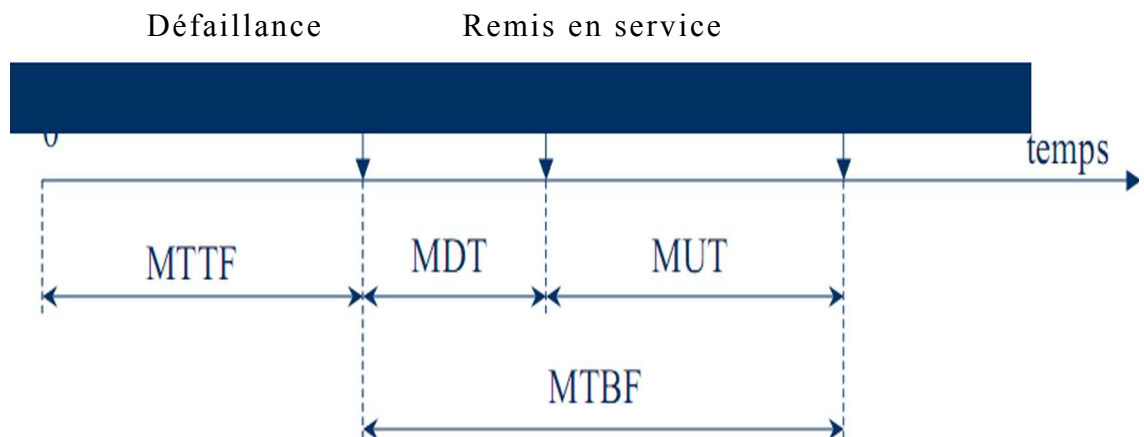 Défaillance Remis en service
0
temps
MTTF MDT MUT
MTBF